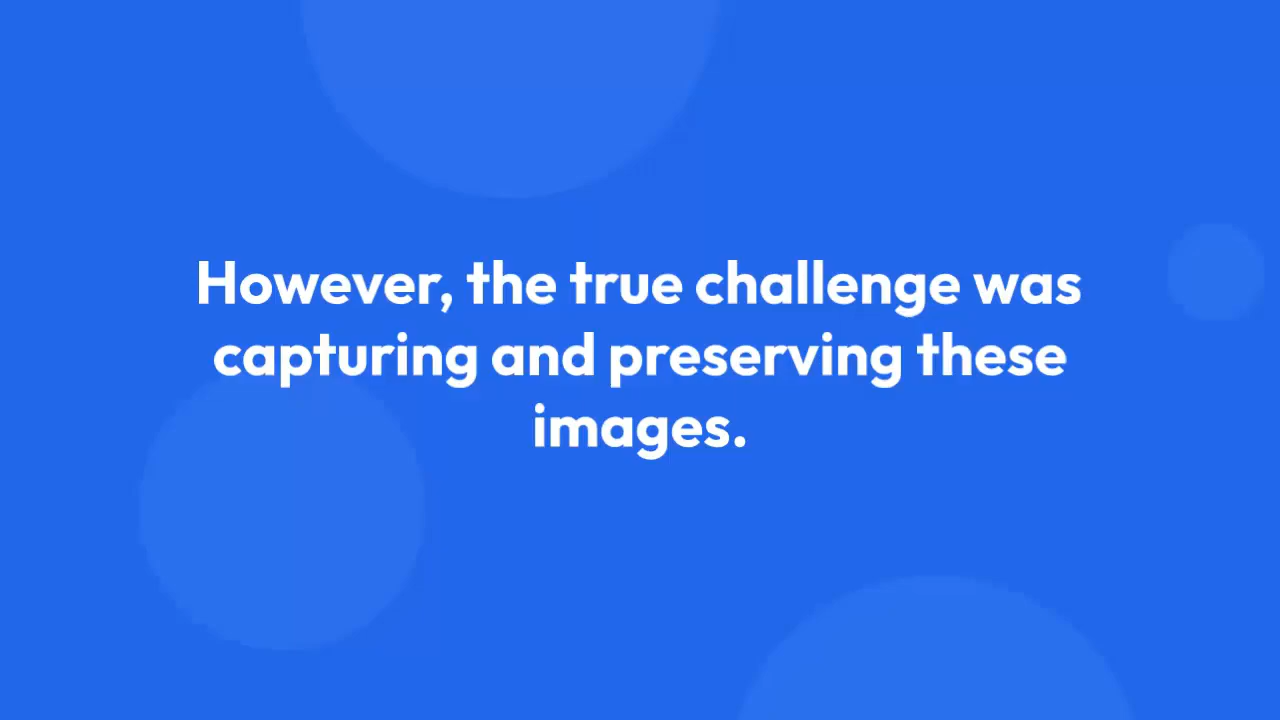 However, the true challenge was
capturing and preserving these
images.